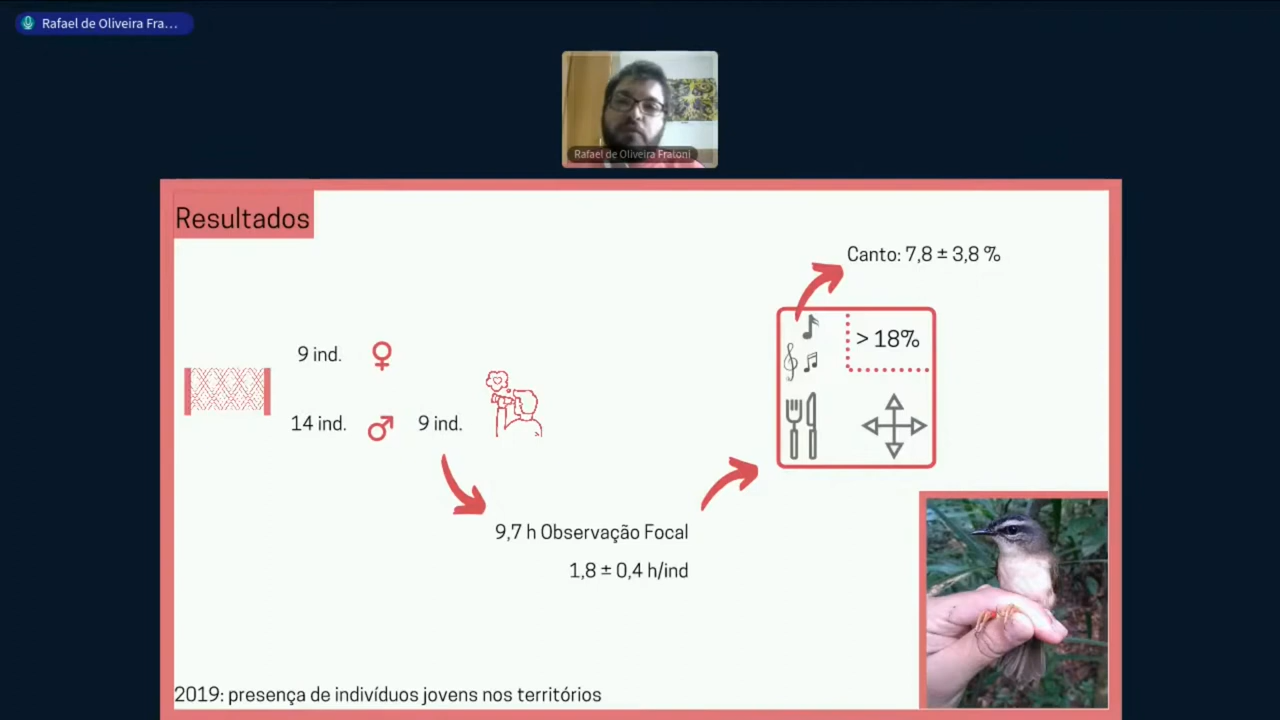 Rafael de Oliveira Fra...
Rafael de Oliveira Fraloni
Resultados
Canto: 7,8 ± 3,8 %
> 18%
9 ind.
14 ind.
9 ind.
9,7 h Observação Focal
1,8 ± 0,4 h/ind
2019: presença de indivíduos jovens nos territórios